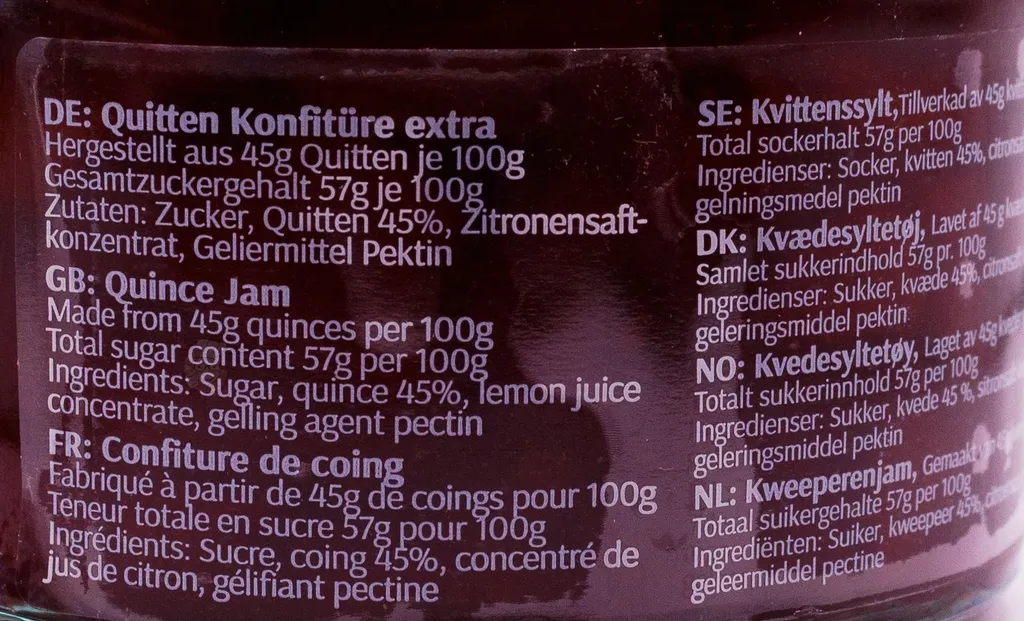 DE: Quitten Konfitüre extra
Hergestellt aus 45g Quitten je 100g
Gesamtzuckergehalt 57g je 100g
Zutaten: Zucker, Quitten 45%, Zitronensaft-
konzentrat, Geliermittel Pektin
GB: Quince Jam
Made from 45g quinces per 100g
Total sugar content 57g per 100g
Ingredients: Sugar, quince 45%, lemon juice
concentrate, gelling agent pectin
FR: Confiture de coing
Fabriqué à partir de 45g de coings pour 100g
Teneur totale en sucre 57g pour 100g
Ingrédients: Sucre, coing 45%, concentré de
jus de citron, gélifiant pectine
SE: Kvittenssylt, Tillverkad av 45g
Total sockerhalt 57g per 100g
Ingredienser: Socker, kvitten 45%,
gelningsmedel pektin
DK: Kvædesyltetøj, Lavet af 45 g
Samlet sukkerindhold 57g pr. 100g
Ingredienser: Sukker, kvæde 45%,
geleringsmiddel pektin
NO: Kvedesyltetøy, Laget av 45g
Totalt sukkerinnhold 57g per 100g
Ingredienser: Sukker, kvede 45 %,
geleringsmiddel pektin
NL: Kweeperenjam, Gemaakt van
Totaal suikergehalte 57g per 100g
Ingrediënten: Suiker, kweepeer 45%,
geleermiddel pectine